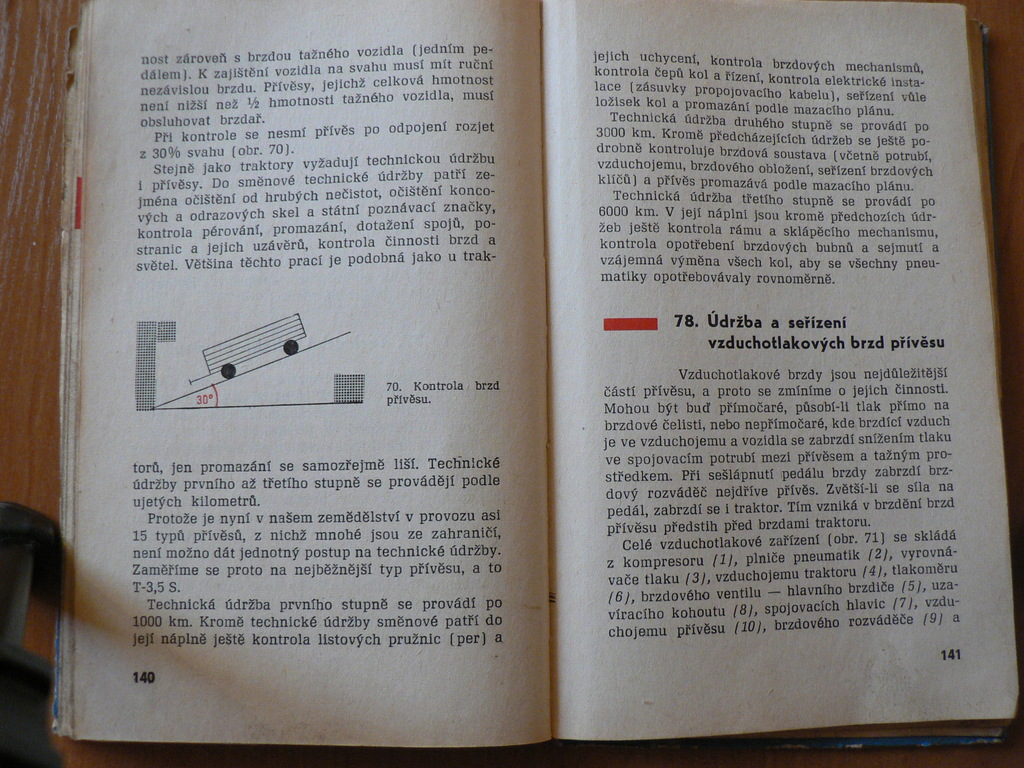 nost zároveň s brzdou tažného vozidla (jedním pe-
dálem). K zajištění vozidla na svahu musí mít ruční
nezávislou brzdu. Přívěsy, jejichž celková hmotnost
není nižší než ½ hmotnosti tažného vozidla, musí
obsluhovat brzdař.
Při kontrole se nesmí přívěs po odpojení rozjet
z 30% svahu (obr. 70).
Stejně jako traktory vyžadují technickou údržbu
i přívěsy. Do směnové technické údržby patří ze-
jména očištění od hrubých nečistot, očištění konco-
vých a odrazových skel a státní poznávací značky,
kontrola pérování, promazání, dotažení spojů, po-
stranic a jejich uzávěrů, kontrola činnosti brzd a
světel. Většina těchto prací je podobná jako u trak-
30°
70. Kontrola brzd
přívěsu.
torů, jen promazání se samozřejmě liší. Technické
údržby prvního až třetího stupně se provádějí podle
ujetých kilometrů.
Protože je nyní v našem zemědělství v provozu asi
15 typů přívěsů, z nichž mnohé jsou ze zahraničí,
není možno dát jednotný postup na technické údržby.
Zaměříme se proto na nejběžnější typ přívěsu, a to
T-3,5 S.
Technická údržba prvního stupně se provádí po
1000 km. Kromě technické údržby směnové patří do
její náplně ještě kontrola listových pružnic (per) a
140
jejich uchycení, kontrola brzdových mechanismů,
kontrola čepů kol a řízení, kontrola elektrické insta-
lace (zásuvky propojovacího kabelu), seřízení vůle
ložisek kol a promazání podle mazacího plánu.
Technická údržba druhého stupně se provádí po
3000 km. Kromě předcházejících údržeb se ještě po-
drobně kontroluje brzdová soustava (včetně potrubí,
vzduchojemu, brzdového obložení, seřízení brzdových
klíčů) a přívěs promazává podle mazacího plánu.
Technická údržba třetího stupně se provádí po
6000 km. V její náplni jsou kromě předchozích údr-
žeb ještě kontrola rámu a sklápěcího mechanismu,
kontrola opotřebení brzdových bubnů a sejmutí a
vzájemná výměna všech kol, aby se všechny pneu-
matiky opotřebovávaly rovnoměrně.
78. Údržba a seřízení
vzduchotlakových brzd přívěsu
Vzduchotlakové brzdy jsou nejdůležitější
částí přívěsu, a proto se zmíníme o jejich činnosti.
Mohou být buď přímočaré, působí-li tlak přímo na
brzdové čelisti, nebo nepřímočaré, kde brzdící vzduch
je ve vzduchojemu a vozidla se zabrzdí snížením tlaku
ve spojovacím potrubí mezi přívěsem a tažným pro-
středkem. Při sešlápnutí pedálu brzdy zabrzdí brz-
dový rozváděč nejdříve přívěs. Zvětší-li se síla na
pedál, zabrzdí se i traktor. Tím vzniká v brzdění brzd
přívěsu předstih před brzdami traktoru.
Celé vzduchotlakové zařízení (obr. 71) se skládá
z kompresoru (1), plniče pneumatik (2), vyrovná-
vače tlaku (3), vzduchojemu traktoru (4), tlakoměru
(6), brzdového ventilu — hlavního brzdiče (5), uza-
víracího kohoutu (8), spojovacích hlavic (7), vzdu-
chojemu přívěsu (10), brzdového rozváděče (9) a
141